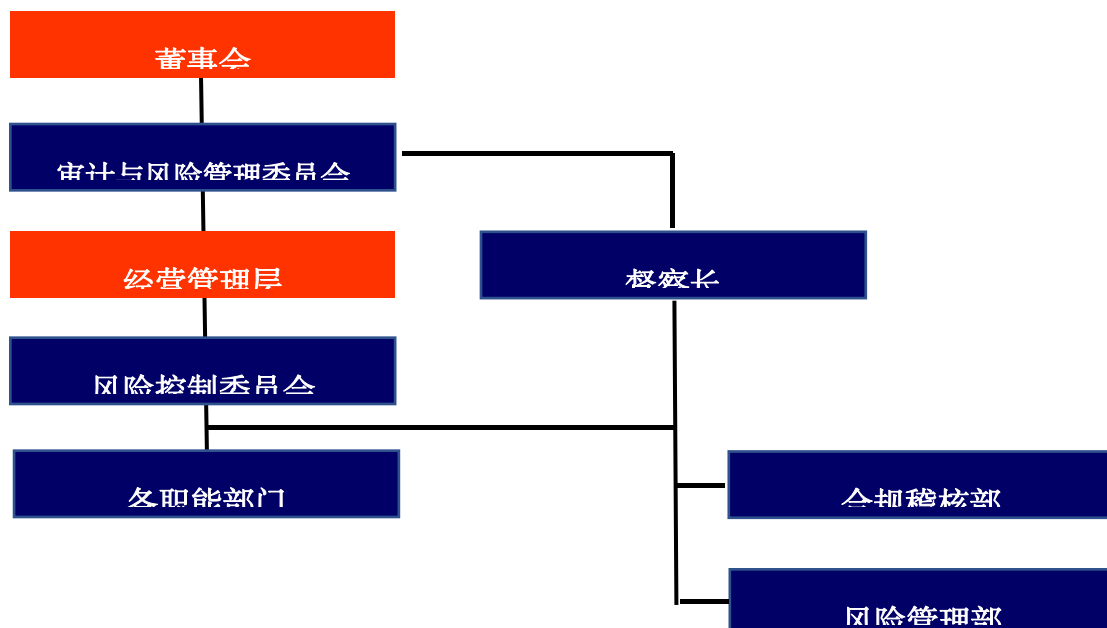 董事会
审计与风险管理委员会
经营管理层
督察长
风险控制委员会
各职能部门
合规稽核部
风险管理部